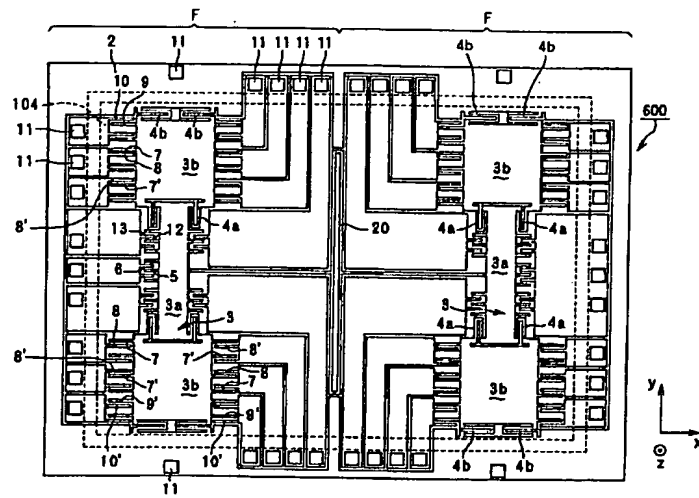 F F
2 11 11 11 11 11 4b 4b
10 9
104
600
11 4b 4b
11 7 3b 3b
8
7'
8' 4a 20 4a 4a
13 12
3a
6 5
3a 3 3
8 4a 4a
8' 7 7' 8'
8
7' 3b 7 3b
9' 9'
10' 10' 4b 4b
11
y
x
z